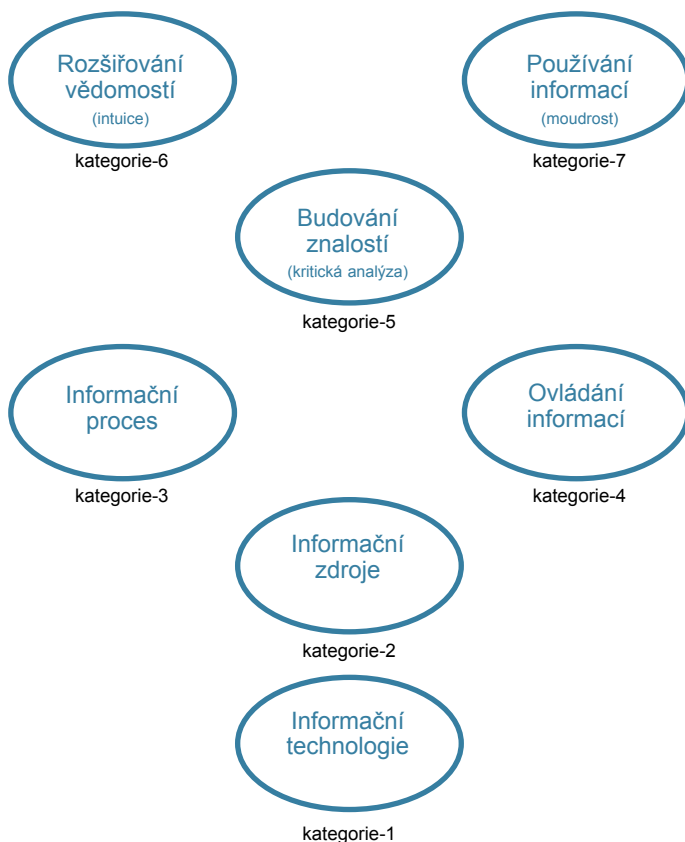 Rozšiřování
vědomostí
(intuice)
kategorie-6
Používání
informací
(moudrost)
kategorie-7
Budování
znalostí
(kritická analýza)
kategorie-5
Informační
proces
kategorie-3
Ovládání
informací
kategorie-4
Informační
zdroje
kategorie-2
Informační
technologie
kategorie-1